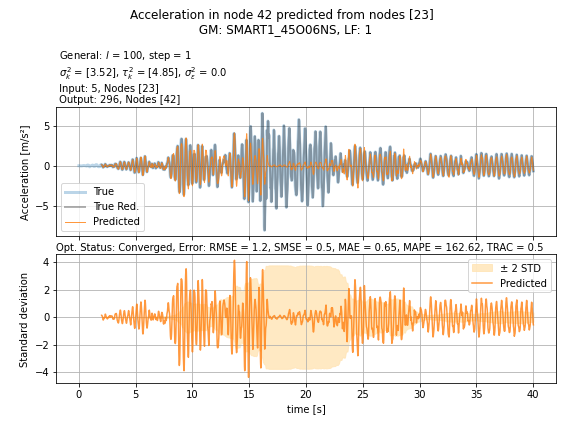 Acceleration in node 42 predicted from nodes [23]
GM: SMART1_45O06NS, LF: 1
General: l = 100, step = 1
σ²ₖ = [3.52], τ²ₖ = [4.85], σ²ε = 0.0
Input: 5, Nodes [23]
Output: 296, Nodes [42]
Acceleration [m/s²]
5
0
−5
True
True Red.
Predicted
Opt. Status: Converged, Error: RMSE = 1.2, SMSE = 0.5, MAE = 0.65, MAPE = 162.62, TRAC = 0.5
Standard deviation
4
2
0
−2
−4
± 2 STD
Predicted
0 5 10 15 20 25 30 35 40
time [s]